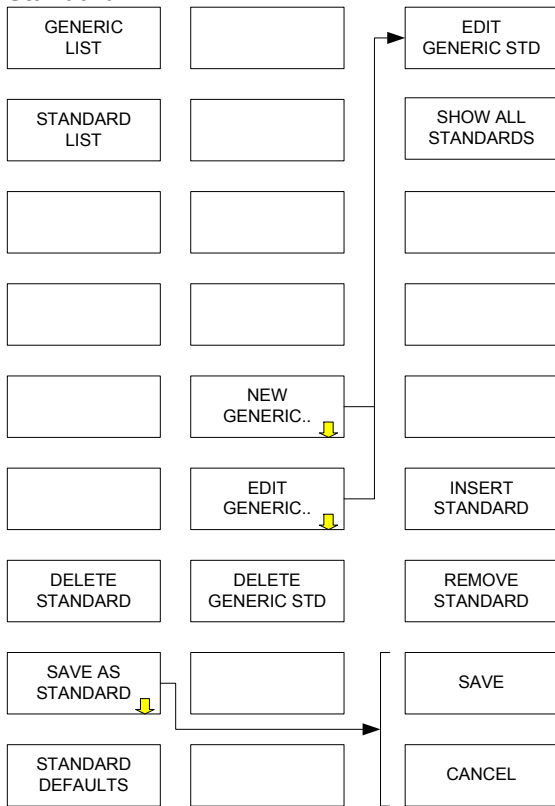 GENERIC
LIST
EDIT
GENERIC STD
STANDARD
LIST
SHOW ALL
STANDARDS
NEW
GENERIC..
EDIT
GENERIC..
INSERT
STANDARD
DELETE
STANDARD
DELETE
GENERIC STD
REMOVE
STANDARD
SAVE AS
STANDARD
SAVE
STANDARD
DEFAULTS
CANCEL